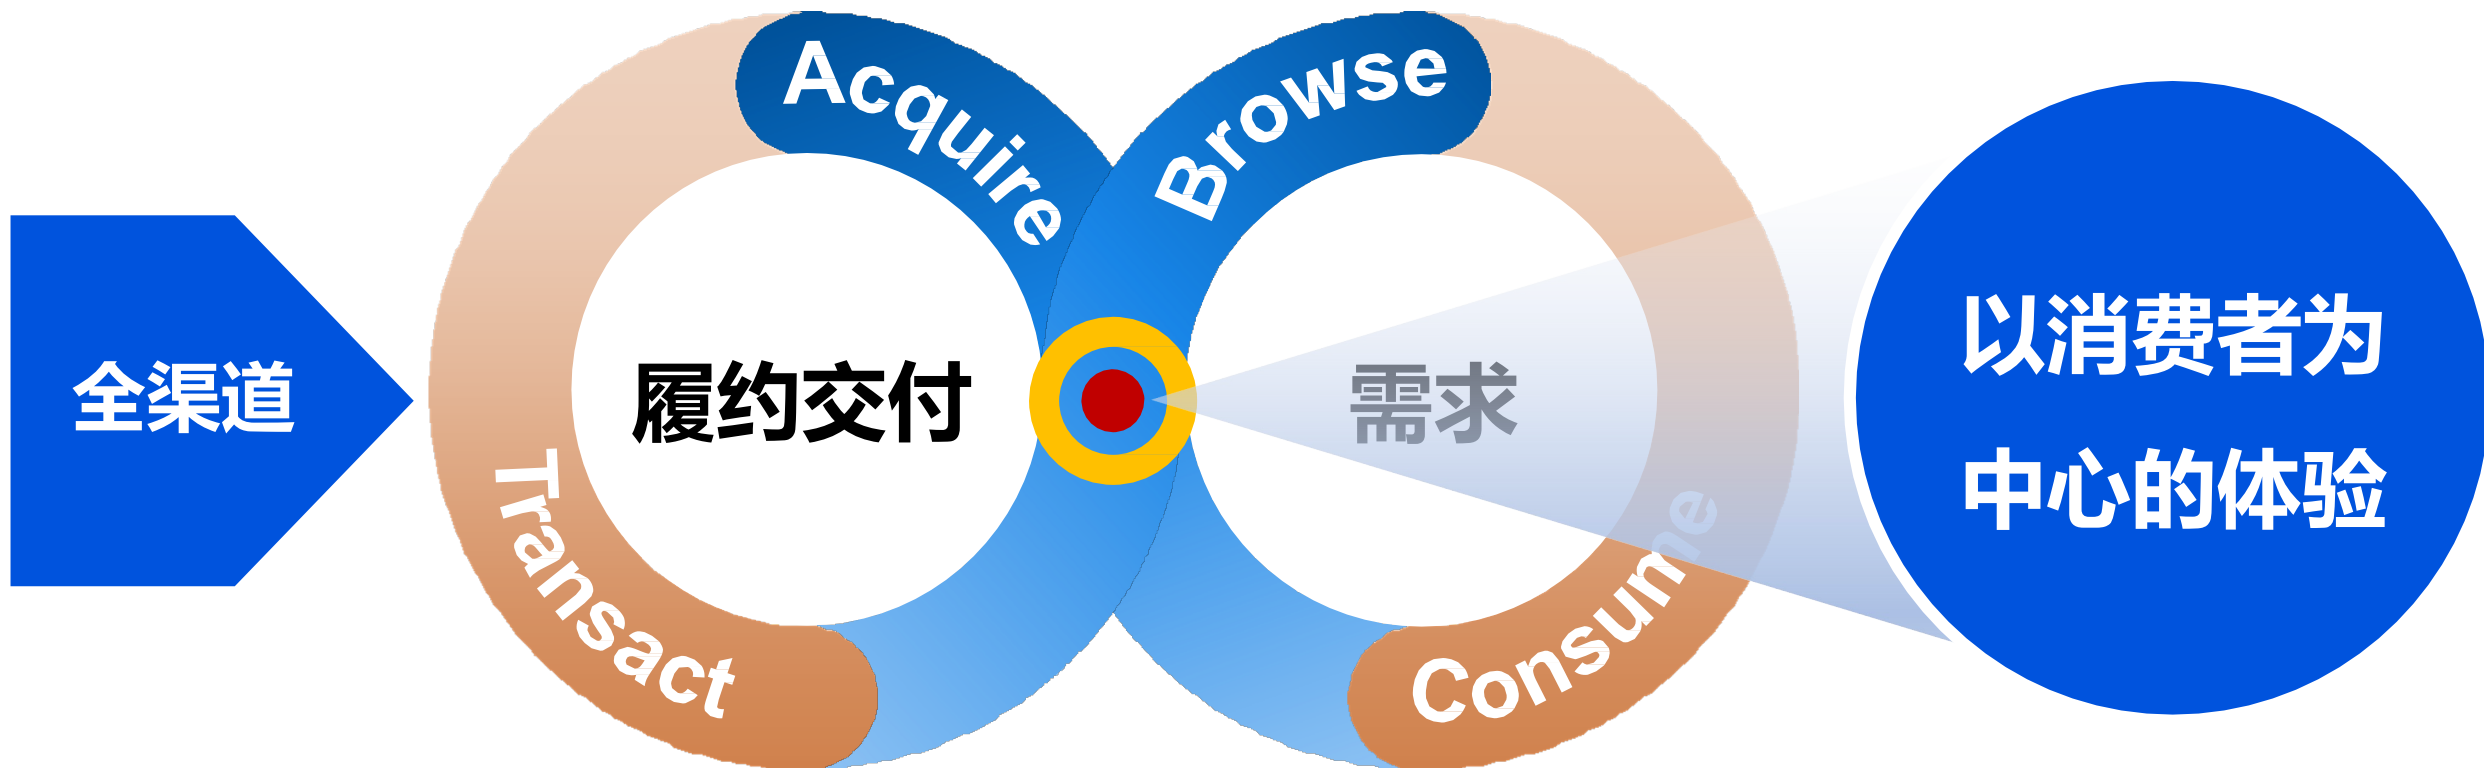 全渠道
Acquire
Browse
履约交付
需求
Transact
Consume
以消费者为
中心的体验